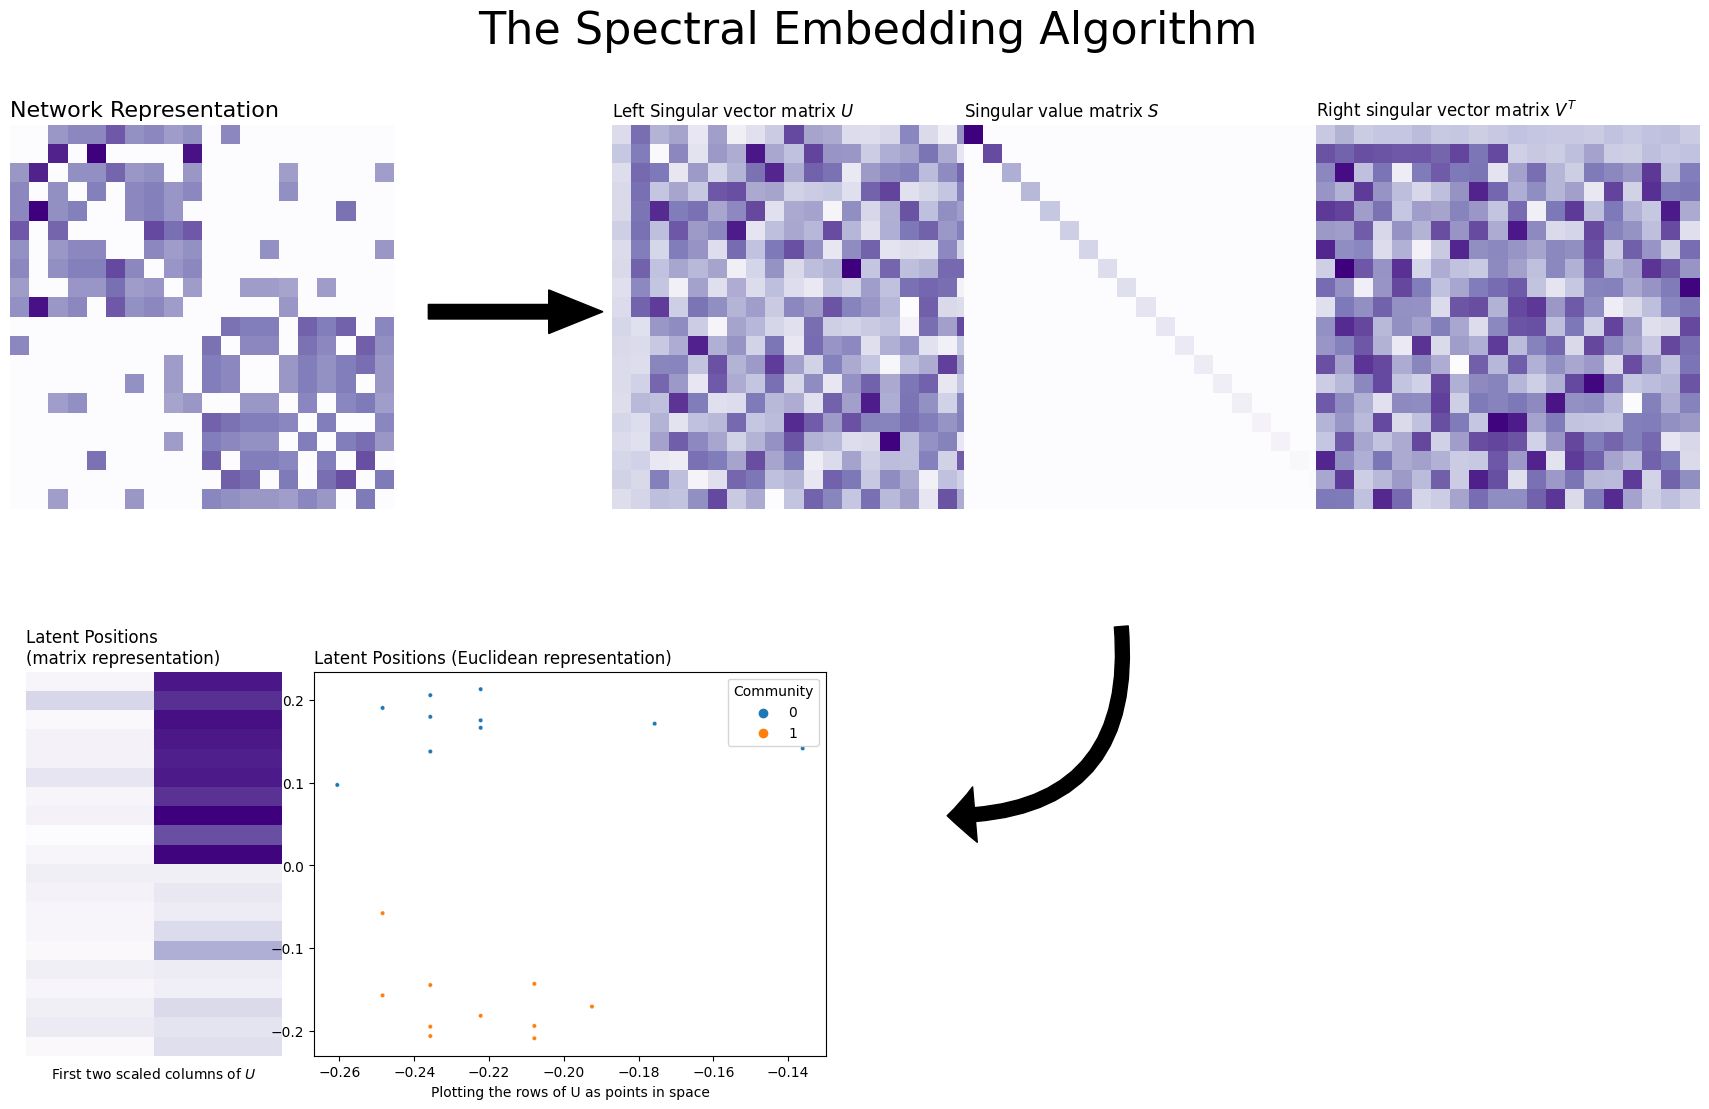 The Spectral Embedding Algorithm
Network Representation
Left Singular vector matrix U
Singular value matrix S
Right singular vector matrix V^T
Latent Positions
(matrix representation)
First two scaled columns of U
Latent Positions (Euclidean representation)
Community
0
1
0.2
0.1
0.0
−0.1
−0.2
−0.26 −0.24 −0.22 −0.20 −0.18 −0.16 −0.14
Plotting the rows of U as points in space